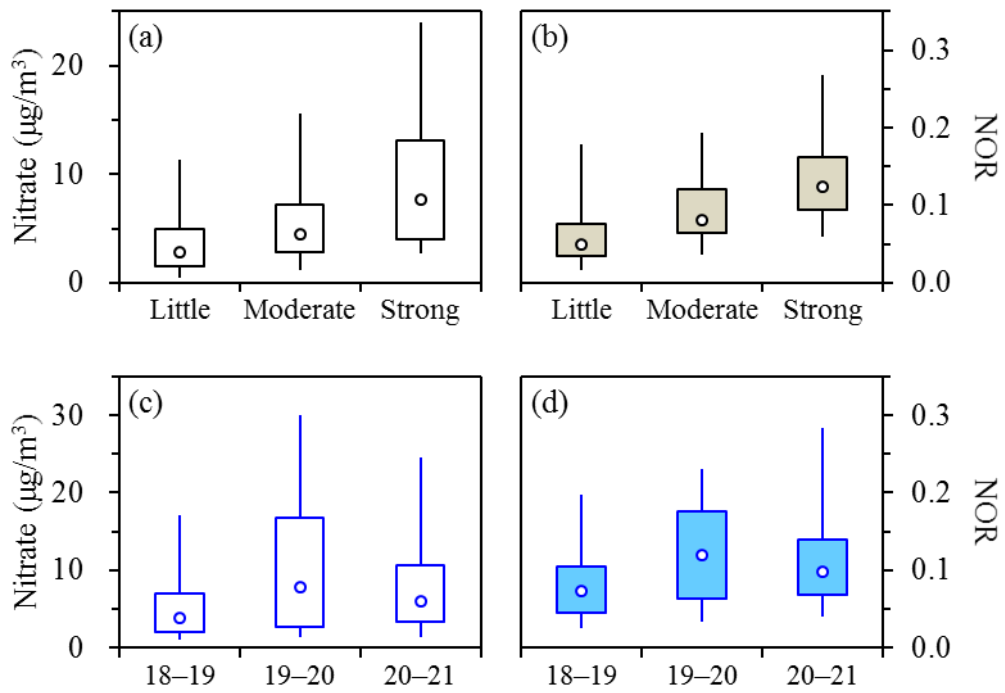 (a)
Nitrate (μg/m³)
20
10
0
Little Moderate Strong
(b)
0.3
0.2
0.1
0.0
NOR
Little Moderate Strong
(c)
Nitrate (μg/m³)
30
20
10
0
18–19 19–20 20–21
(d)
0.3
0.2
0.1
0.0
NOR
18–19 19–20 20–21